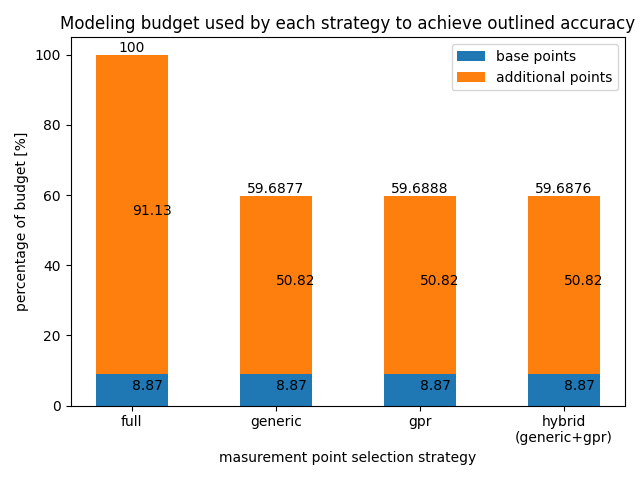 Modeling budget used by each strategy to achieve outlined accuracy
base points
additional points
percentage of budget [%]
100
80
60
40
20
0
100
59.6877
59.6888
59.6876
91.13
50.82
50.82
50.82
8.87
8.87
8.87
8.87
full
generic
gpr
hybrid
(generic+gpr)
masurement point selection strategy